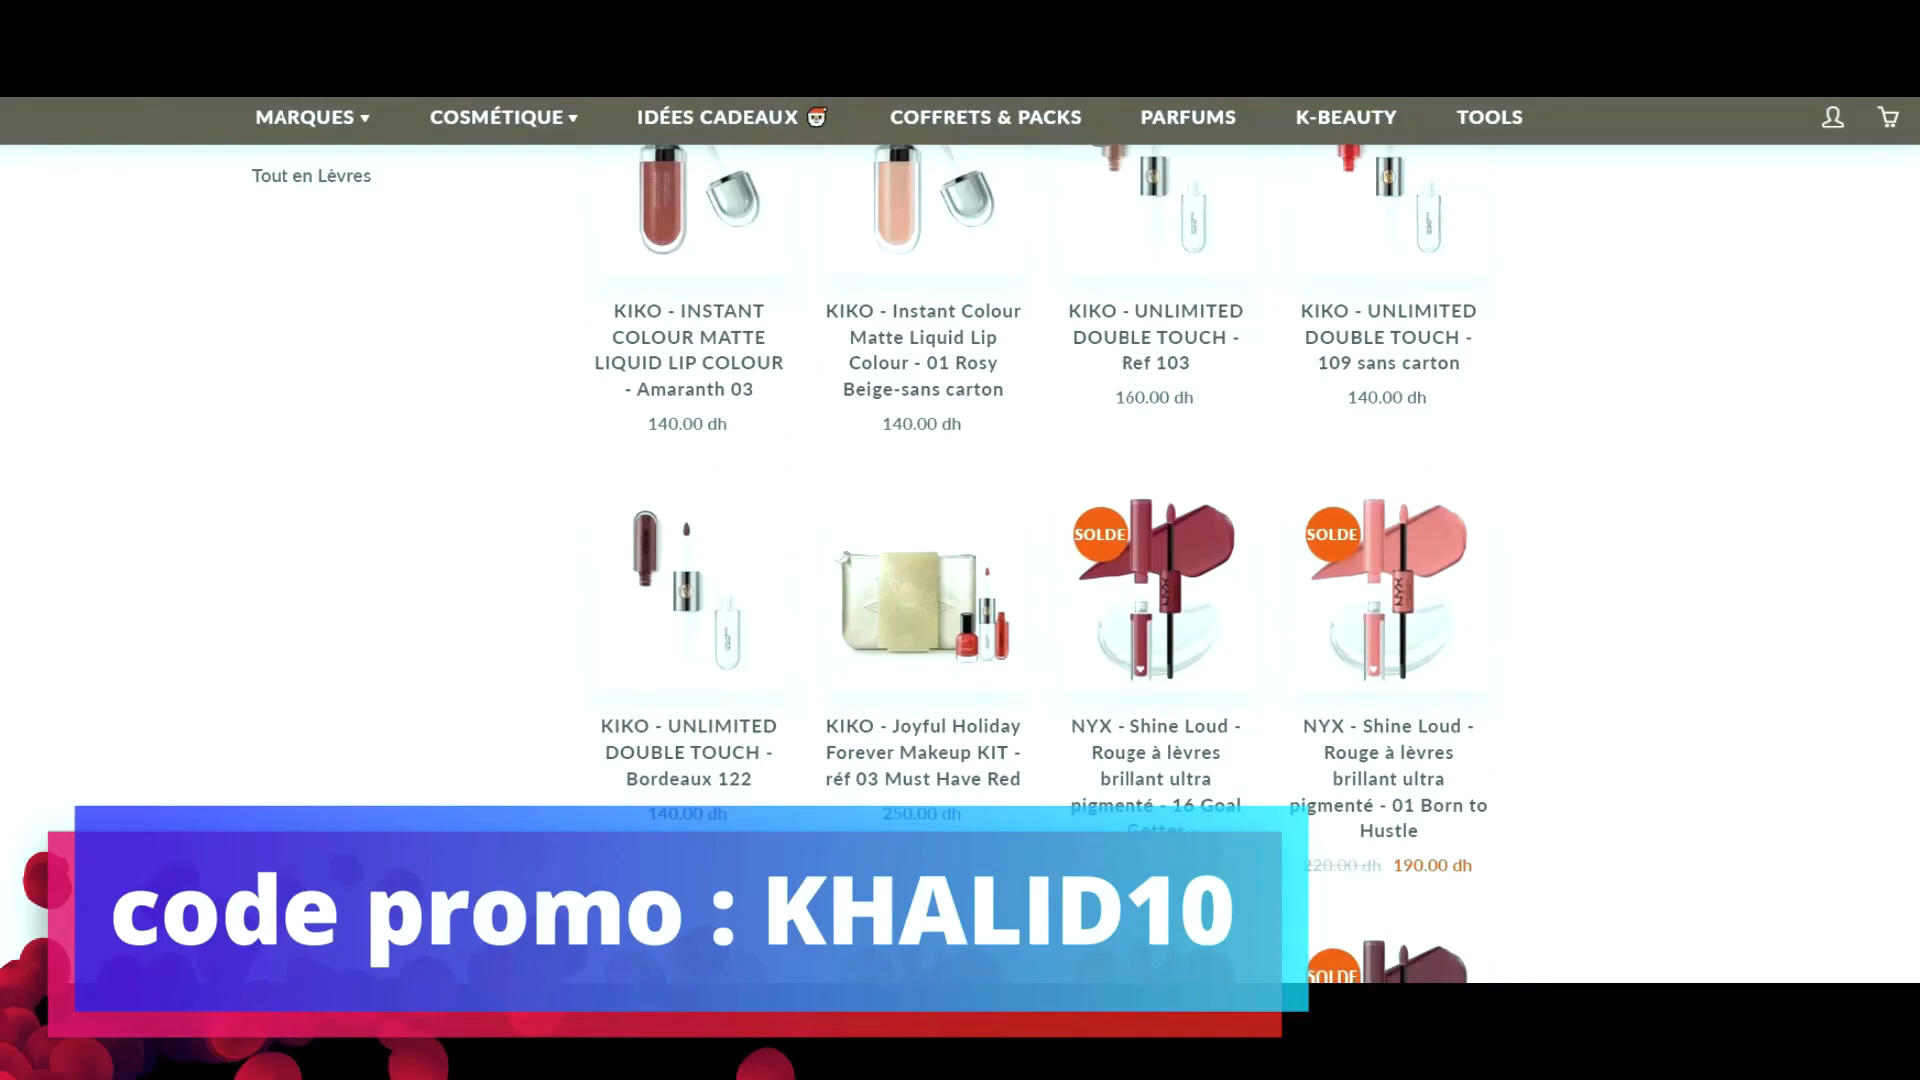 MARQUES ▾ COSMÉTIQUE ▾ IDÉES CADEAUX 🎅 COFFRETS & PACKS PARFUMS K-BEAUTY TOOLS
Tout en Lèvres
KIKO - INSTANT
COLOUR MATTE
LIQUID LIP COLOUR
- Amaranth 03
140.00 dh
KIKO - Instant Colour
Matte Liquid Lip
Colour - 01 Rosy
Beige-sans carton
140.00 dh
KIKO - UNLIMITED
DOUBLE TOUCH -
Ref 103
160.00 dh
KIKO - UNLIMITED
DOUBLE TOUCH -
109 sans carton
140.00 dh
KIKO - UNLIMITED
DOUBLE TOUCH -
Bordeaux 122
140.00 dh
KIKO - Joyful Holiday
Forever Makeup KIT -
réf 03 Must Have Red
250.00 dh
SOLDE
NYX - Shine Loud -
Rouge à lèvres
brillant ultra
pigmenté - 16 Goal
Getter
SOLDE
NYX
NYX - Shine Loud -
Rouge à lèvres
brillant ultra
pigmenté - 01 Born to
Hustle
220.00 dh 190.00 dh
SOLDE
code promo : KHALID10